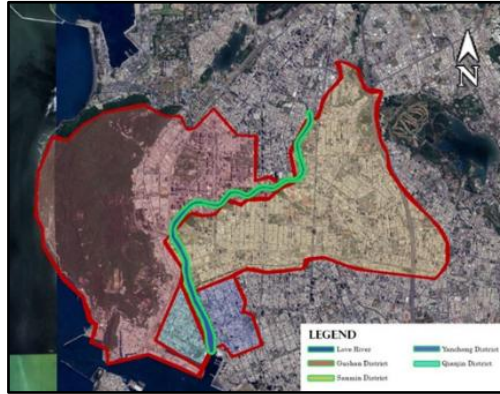 N
LEGEND
Love River
Yancheng District
Gushan District
Qianjin District
Sanmin District